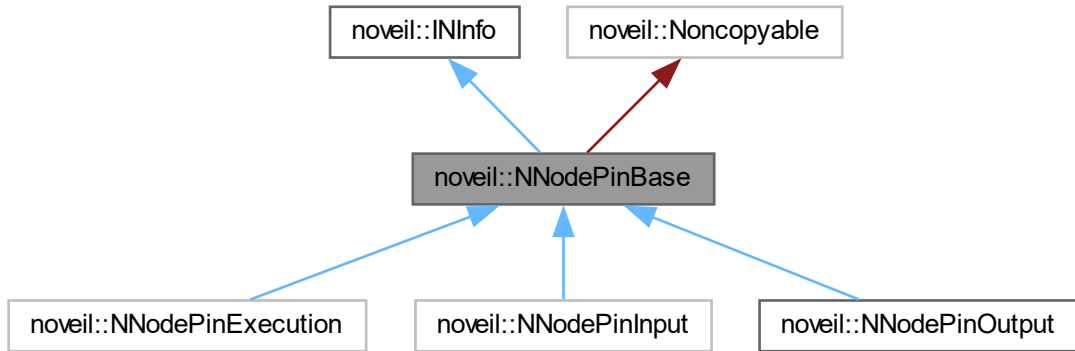 noveil::INInfo
noveil::Noncopyable
noveil::NNodePinBase
noveil::NNodePinExecution
noveil::NNodePinInput
noveil::NNodePinOutput